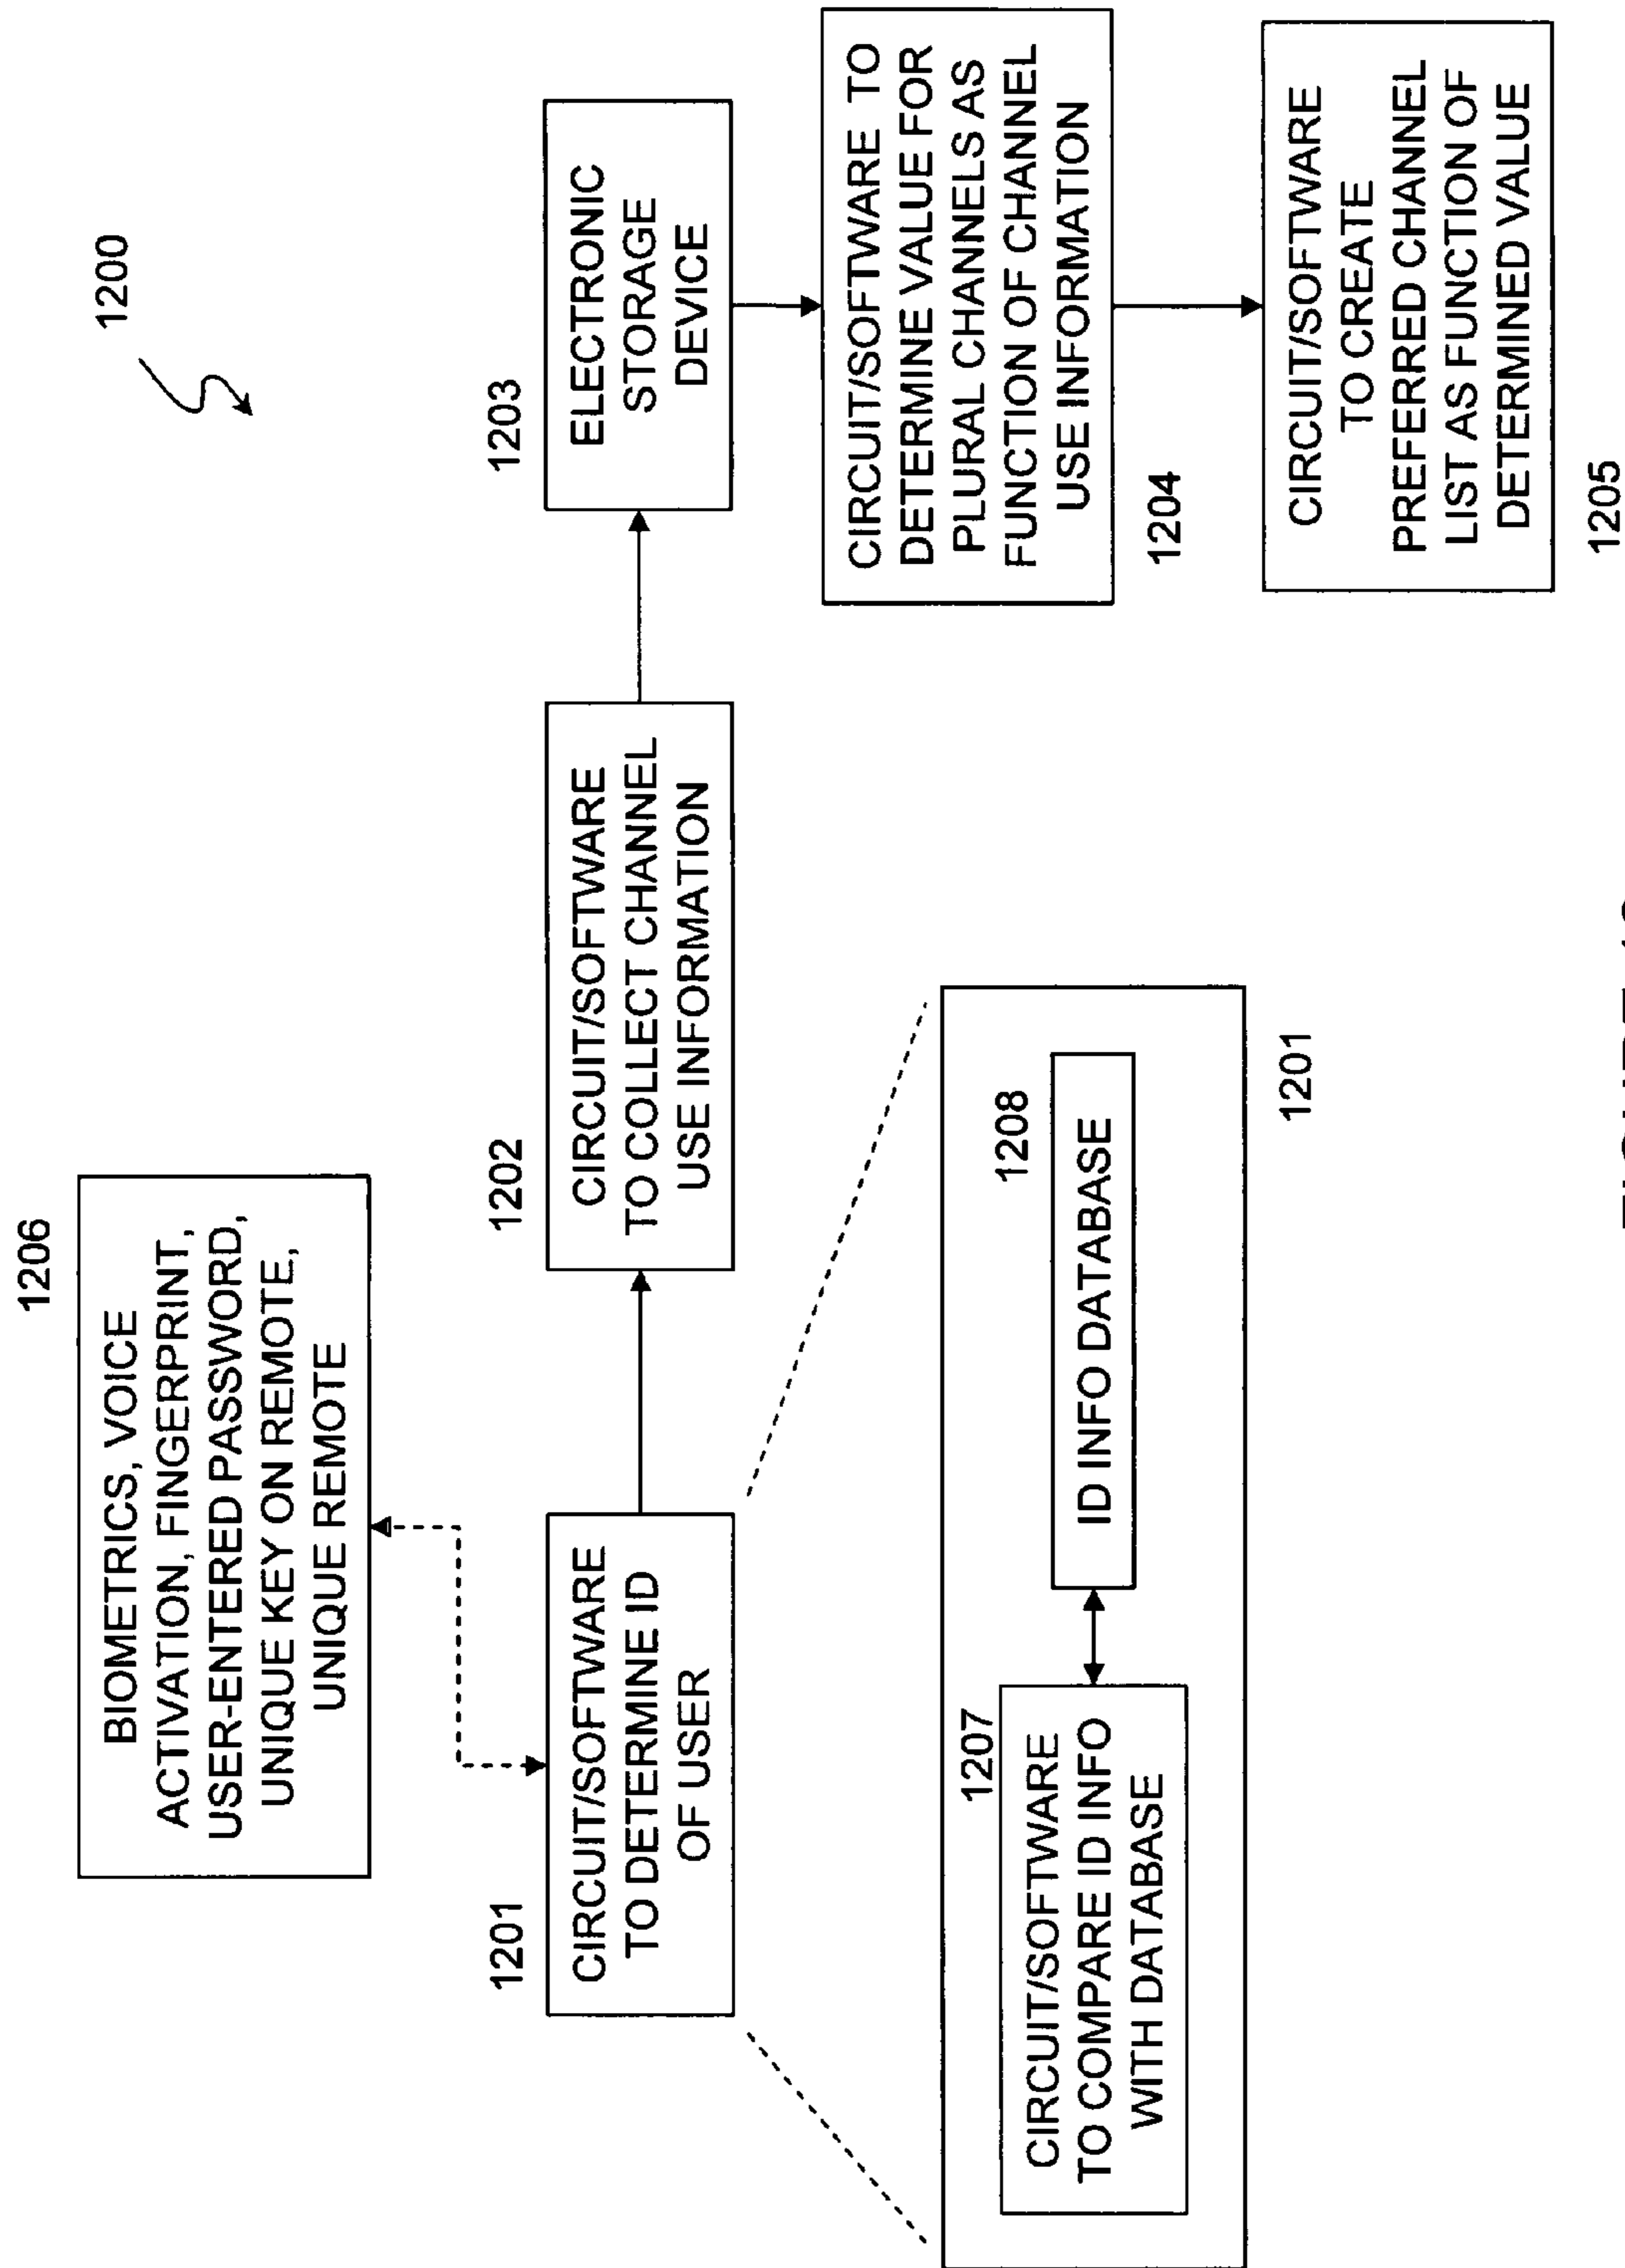 1200
1206
BIOMETRICS, VOICE
ACTIVATION, FINGERPRINT,
USER-ENTERED PASSWORD,
UNIQUE KEY ON REMOTE,
UNIQUE REMOTE
1201
CIRCUIT/SOFTWARE
TO DETERMINE ID
OF USER
1202
CIRCUIT/SOFTWARE
TO COLLECT CHANNEL
USE INFORMATION
1203
ELECTRONIC
STORAGE
DEVICE
CIRCUIT/SOFTWARE TO
DETERMINE VALUE FOR
PLURAL CHANNELS AS
FUNCTION OF CHANNEL
USE INFORMATION
1204
CIRCUIT/SOFTWARE
TO CREATE
PREFERRED CHANNEL
LIST AS FUNCTION OF
DETERMINED VALUE
1205
1207
CIRCUIT/SOFTWARE
TO COMPARE ID INFO
WITH DATABASE
1208
ID INFO DATABASE
1201